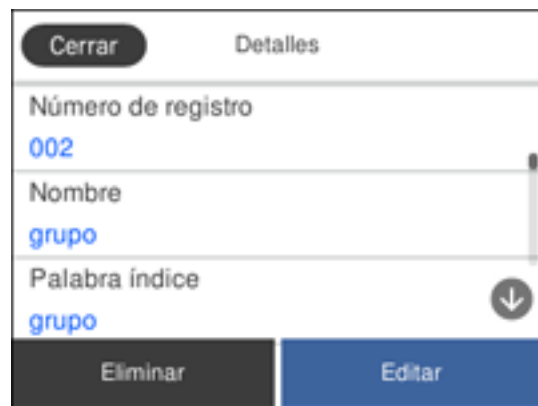 Cerrar Detalles
Número de registro
002
Nombre
grupo
Palabra índice
grupo
Eliminar Editar